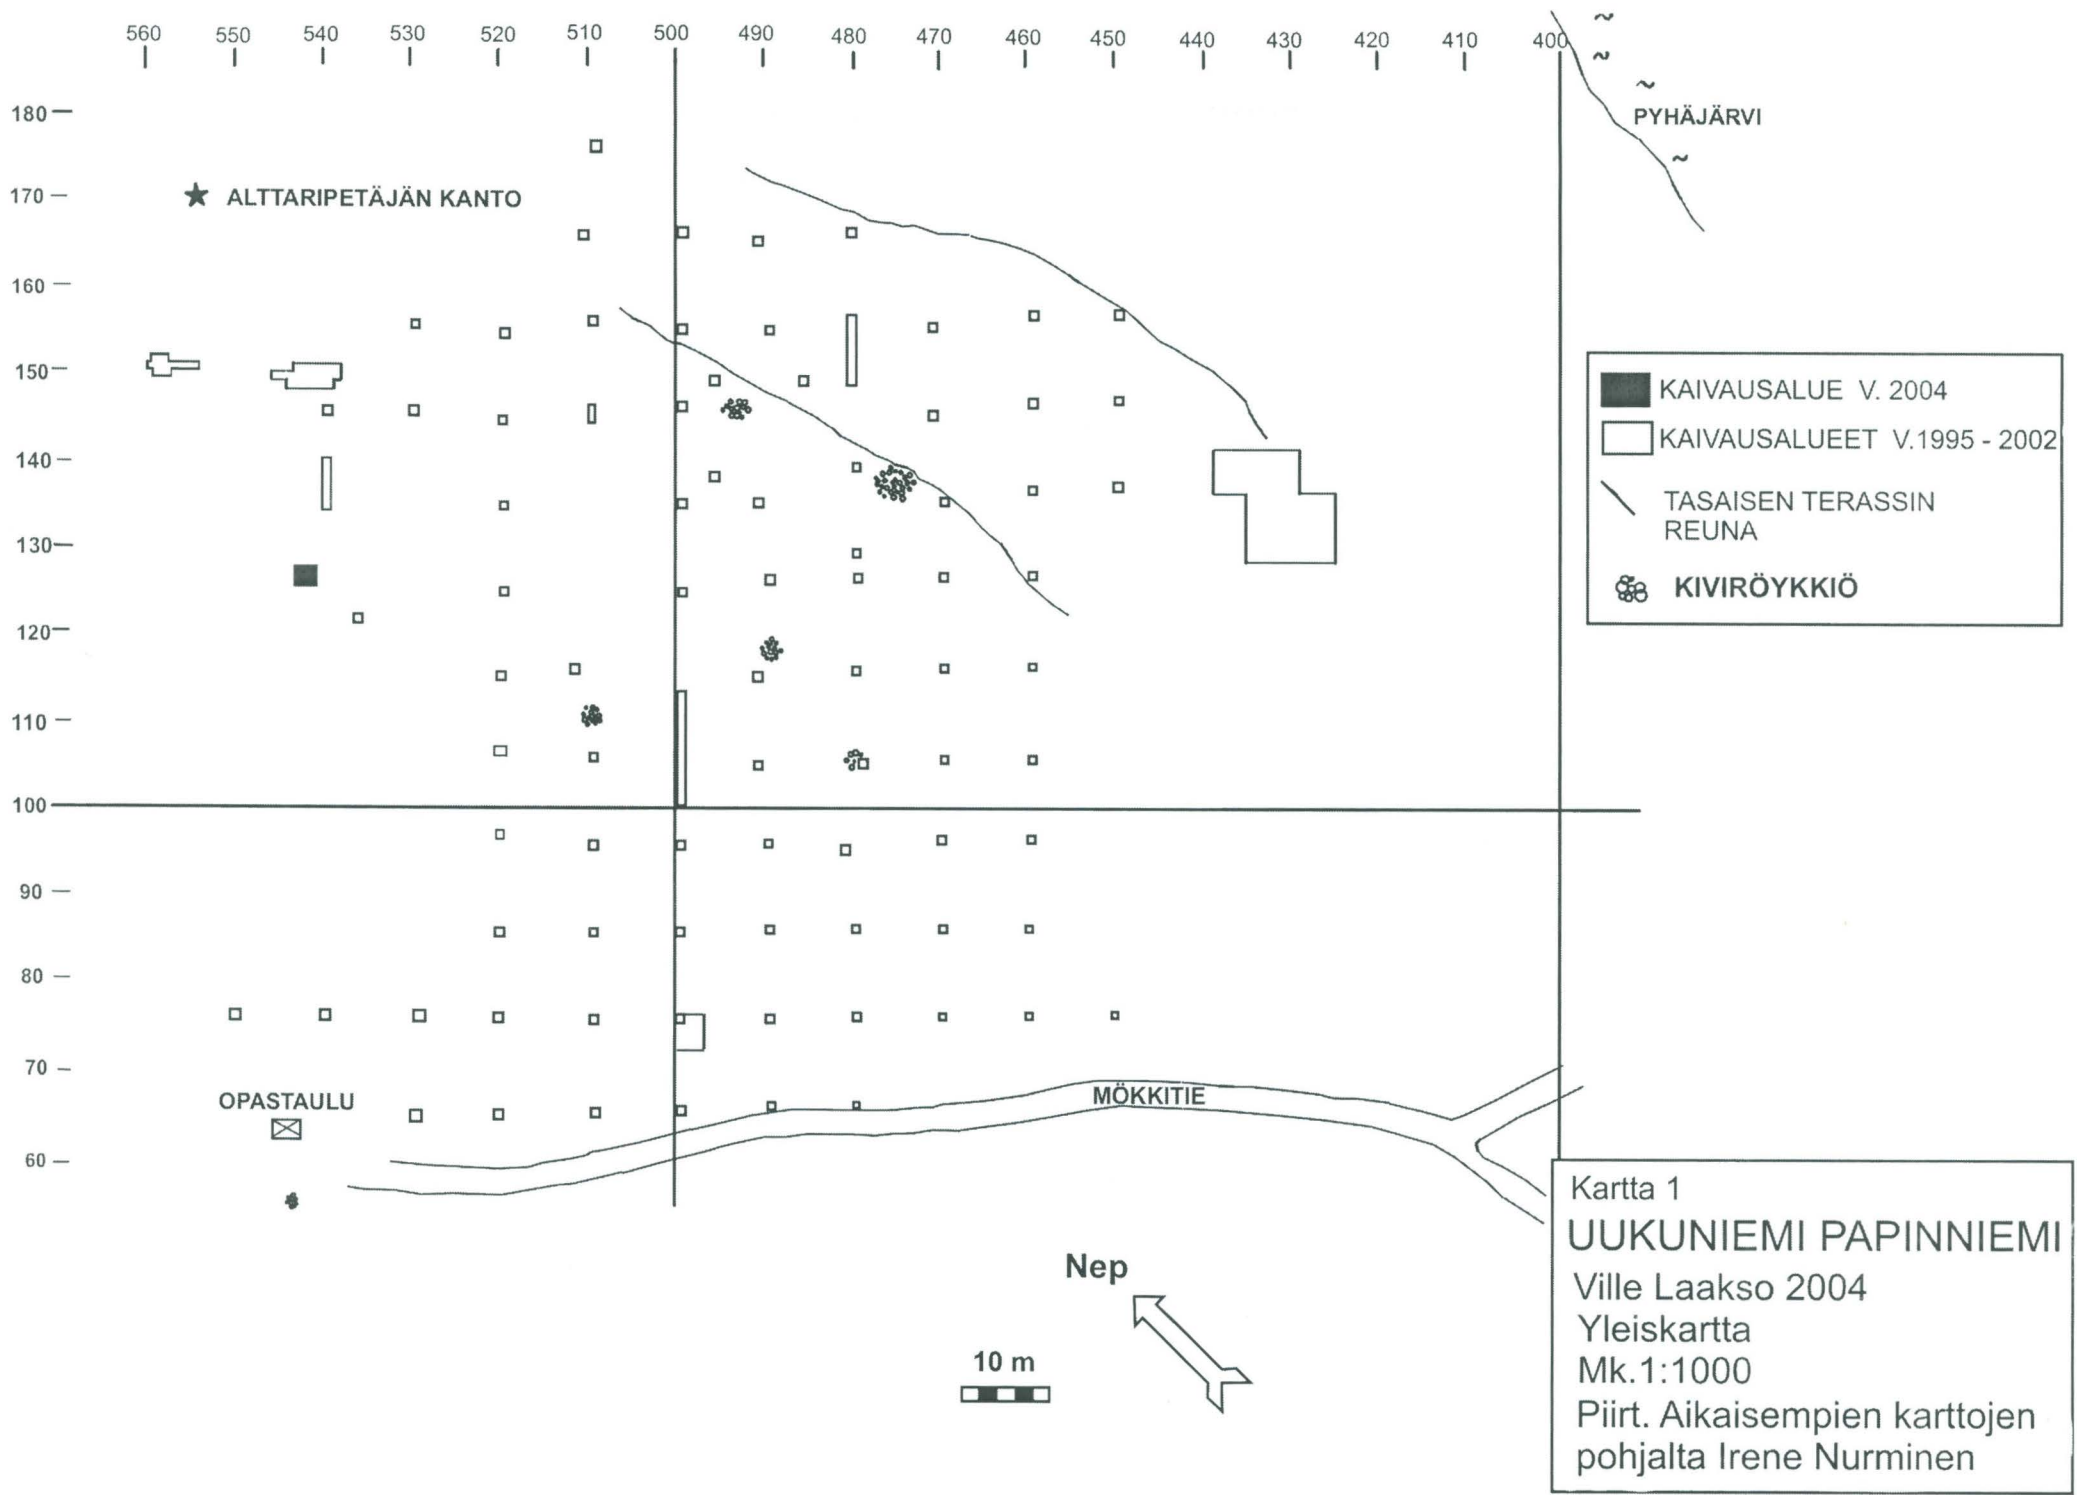 560 550 540 530 520 510 500 490 480 470 460 450 440 430 420 410 400
180
PYHÄJÄRVI
170
ALTTARIPETÄJÄN KANTO
160
150
140
130
120
110
100
90
80
70
60
KAIVAUSALUE V. 2004
KAIVAUSALUEET V.1995 - 2002
TASAISEN TERASSIN
REUNA
KIVIRÖYKKIÖ
OPASTAULU
MÖKKITIE
Nep
10 m
Kartta 1
UUKUNIEMI PAPINNIEMI
Ville Laakso 2004
Yleiskartta
Mk.1:1000
Piirt. Aikaisempien karttojen
pohjalta Irene Nurminen